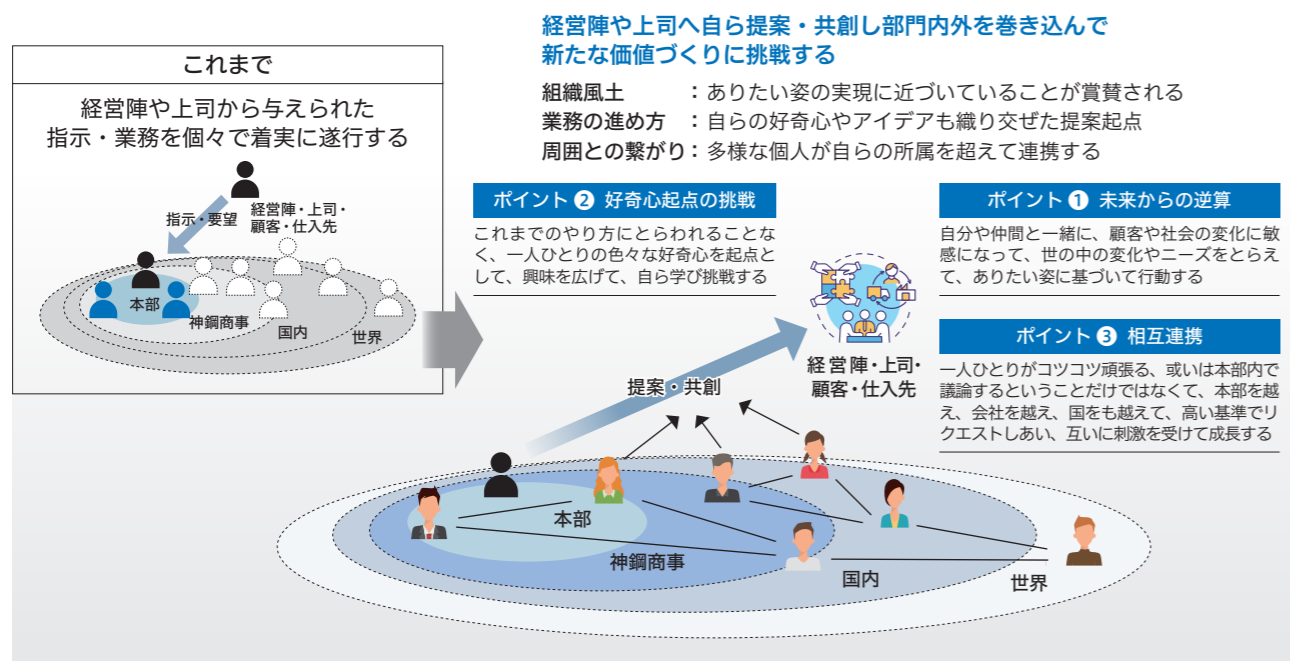 これまで
経営陣や上司から与えられた
指示・業務を個々で着実に遂行する
指示・要望
経営陣・上司・
顧客・仕入先
本部
神鋼商事
国内
世界
経営陣や上司へ自ら提案・共創し部門内外を巻き込んで
新たな価値づくりに挑戦する
組織風土　：ありたい姿の実現に近づいていることが賞賛される
業務の進め方　：自らの好奇心やアイデアも織り交ぜた提案起点
周囲との繋がり：多様な個人が自らの所属を超えて連携する
ポイント ❷ 好奇心起点の挑戦
これまでのやり方にとらわれることな
く、一人ひとりの色々な好奇心を起点と
して、興味を広げて、自ら学び挑戦する
ポイント ❶ 未来からの逆算
自分や仲間と一緒に、顧客や社会の変化に敏
感になって、世の中の変化やニーズをとらえ
て、ありたい姿に基づいて行動する
ポイント ❸ 相互連携
一人ひとりがコツコツ頑張る、或いは本部内で
議論するということだけではなくて、本部を越
え、会社を越え、国をも越えて、高い基準でリ
クエストしあい、互いに刺激を受けて成長する
経営陣・上司・
顧客・仕入先
提案・共創
本部
神鋼商事
国内
世界